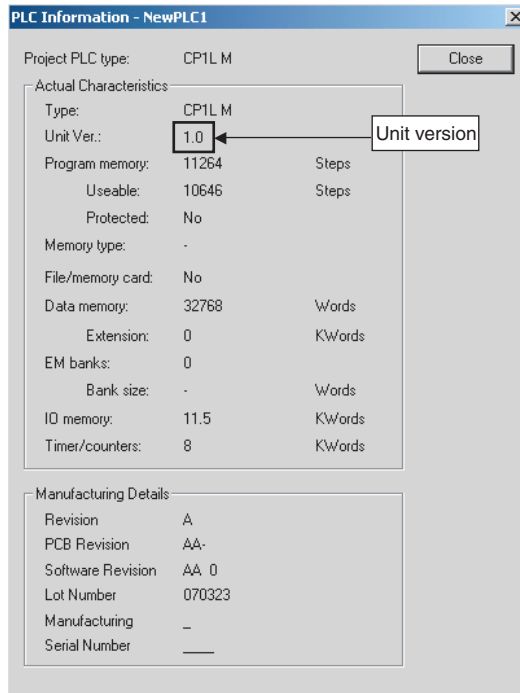 PLC Information - NewPLC1
Project PLC type: CP1L M Close
Actual Characteristics
Type: CP1L M
Unit Ver.: 1.0 Unit version
Program memory: 11264 Steps
Useable: 10646 Steps
Protected: No
Memory type: -
File/memory card: No
Data memory: 32768 Words
Extension: 0 KWords
EM banks: 0
Bank size: - Words
IO memory: 11.5 KWords
Timer/counters: 8 KWords
Manufacturing Details
Revision A
PCB Revision AA-
Software Revision AA 0
Lot Number 070323
Manufacturing _
Serial Number ____